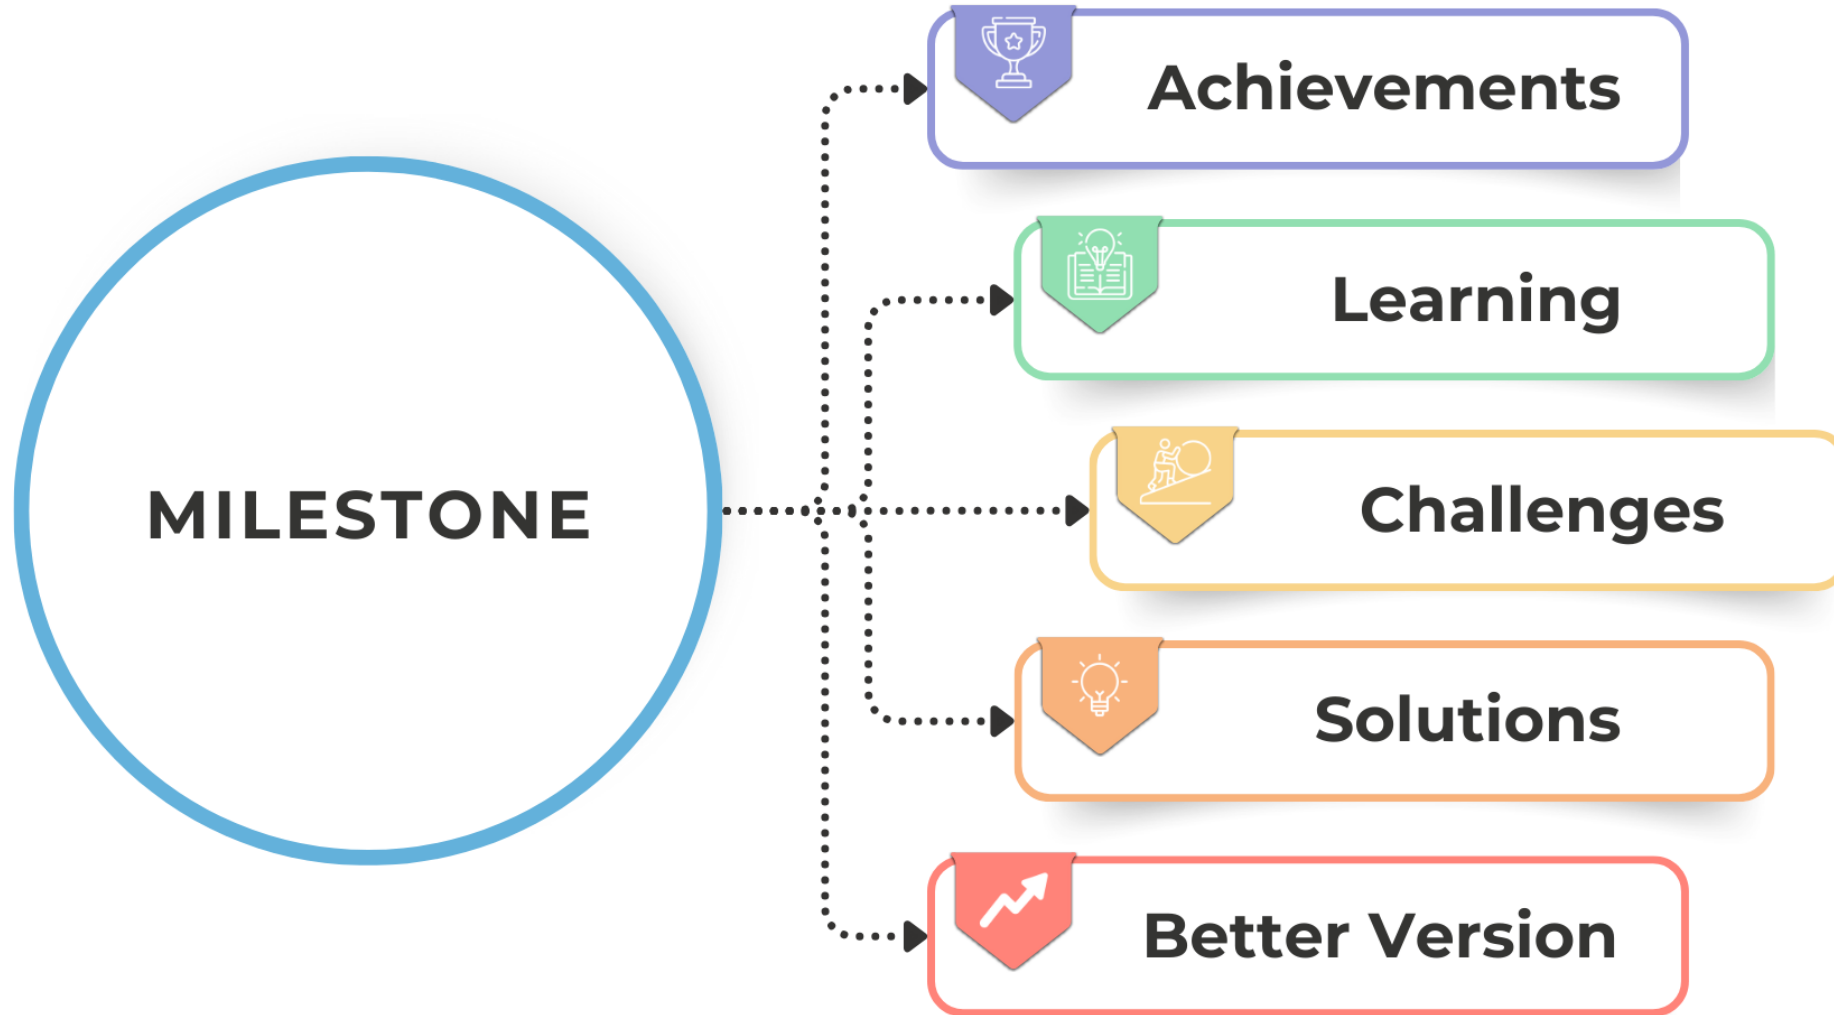 MILESTONE
Achievements
Learning
Challenges
Solutions
Better Version